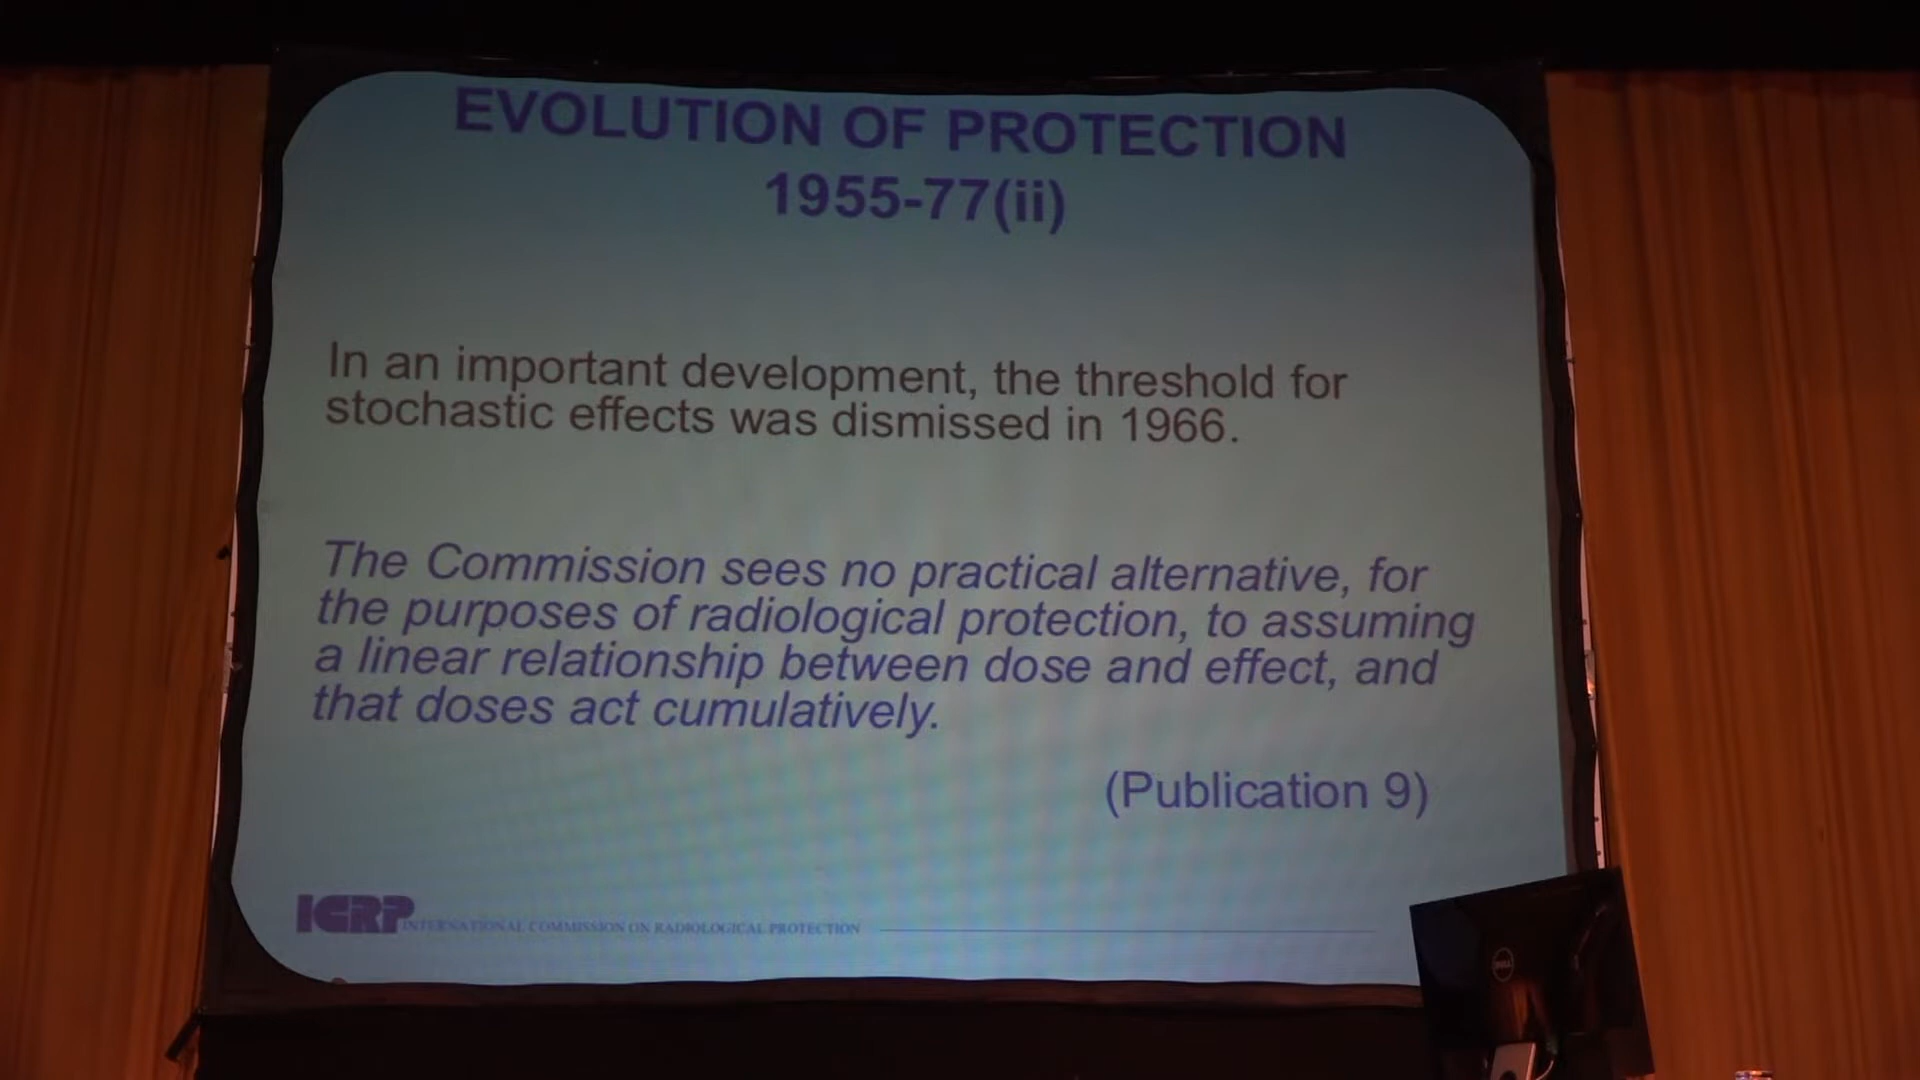 EVOLUTION OF PROTECTION
1955-77(ii)
In an important development, the threshold for
stochastic effects was dismissed in 1966.
The Commission sees no practical alternative, for
the purposes of radiological protection, to assuming
a linear relationship between dose and effect, and
that doses act cumulatively.
(Publication 9)
ICRP INTERNATIONAL COMMISSION ON RADIOLOGICAL PROTECTION
DELL